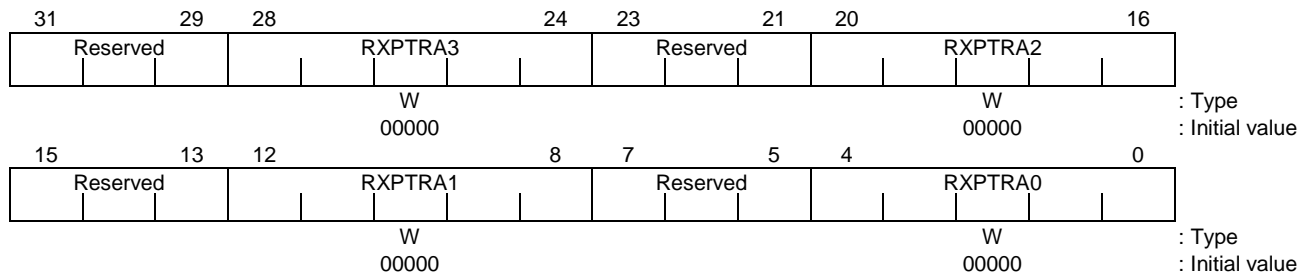 31 29 28 24 23 21 20 16
Reserved RXPTRA3 Reserved RXPTRA2
W W : Type
00000 00000 : Initial value
15 13 12 8 7 5 4 0
Reserved RXPTRA1 Reserved RXPTRA0
W W : Type
00000 00000 : Initial value